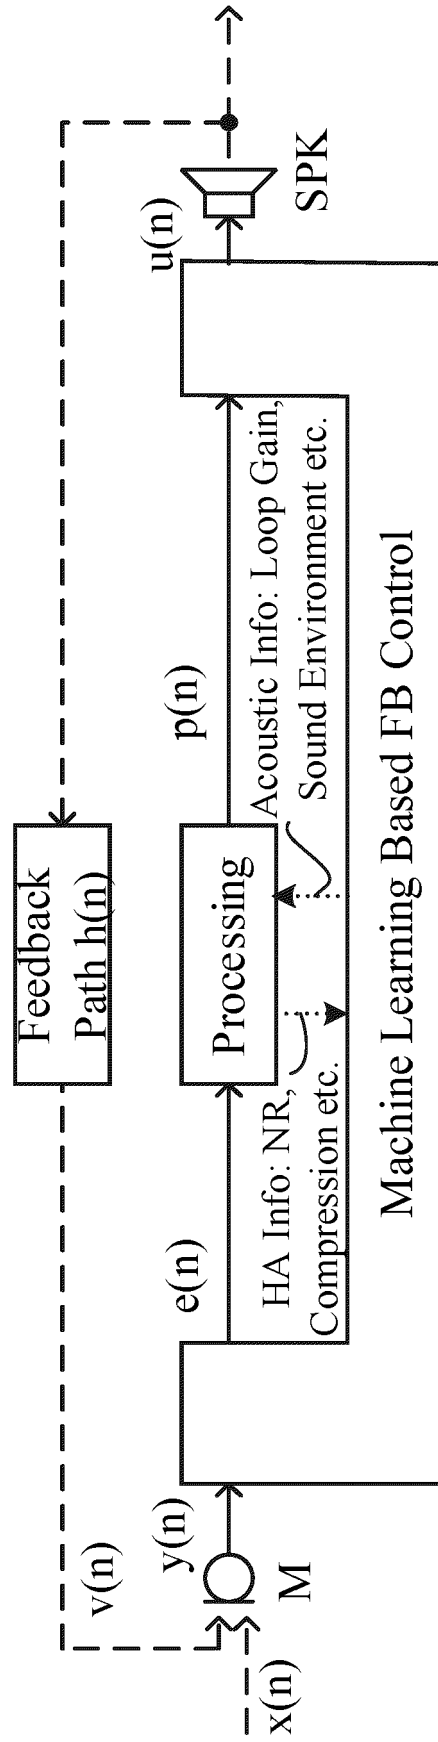 Feedback
Path h(n)
v(n)
x(n)
M
y(n)
e(n)
Processing
p(n)
u(n)
SPK
HA Info: NR,
Compression etc.
Acoustic Info: Loop Gain,
Sound Environment etc.
Machine Learning Based FB Control